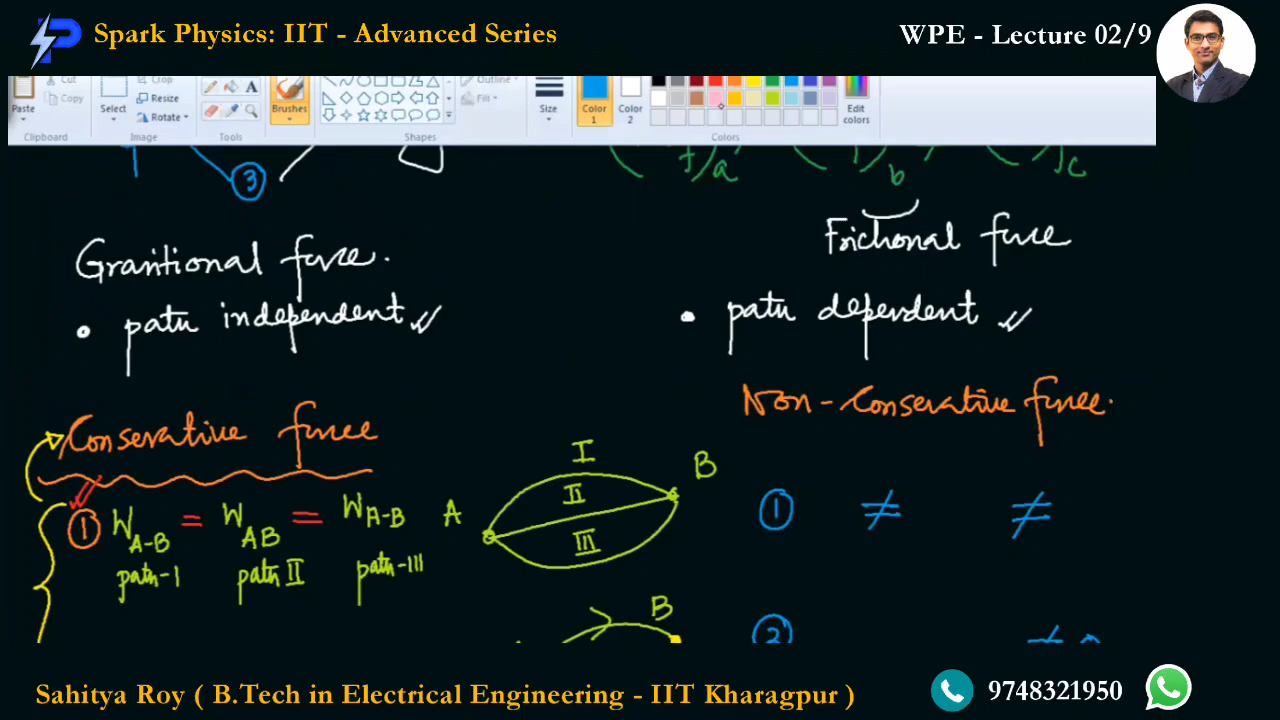 Spark Physics: IIT - Advanced Series
WPE - Lecture 02/9
Paste
Cut
Copy
Clipboard
Select
Crop
Resize
Rotate
Image
Tools
Brushes
Shapes
Outline
Fill
Size
Color 1
Color 2
Colors
Edit colors
3
f/a
b
c
Gravitional force.
• path independent
Frictional force
• path dependent
Conservative force
Non-Conservative force.
① W A-B path-I = W AB path II = W A-B path-III
A
I
II
III
B
① ≠ ≠
B
②
Sahitya Roy ( B.Tech in Electrical Engineering - IIT Kharagpur )
9748321950